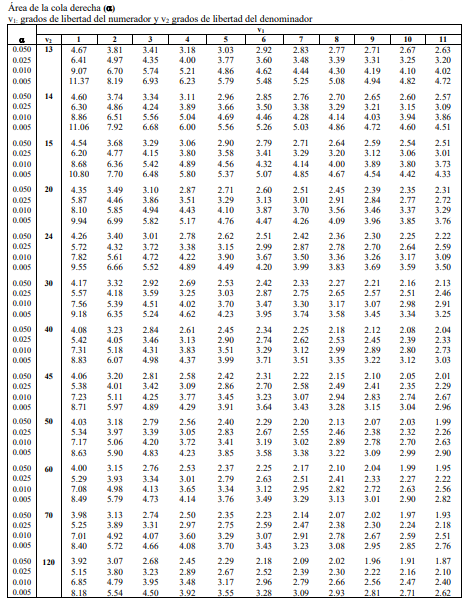 Área de la cola derecha (α)
v₁: grados de libertad del numerador y v₂ grados de libertad del denominador
v₁
α v₂ 1 2 3 4 5 6 7 8 9 10 11
0.050 13 4.67 3.81 3.41 3.18 3.03 2.92 2.83 2.77 2.71 2.67 2.63
0.025 6.41 4.97 4.35 4.00 3.77 3.60 3.48 3.39 3.31 3.25 3.20
0.010 9.07 6.70 5.74 5.21 4.86 4.62 4.44 4.30 4.19 4.10 4.02
0.005 11.37 8.19 6.93 6.23 5.79 5.48 5.25 5.08 4.94 4.82 4.72
0.050 14 4.60 3.74 3.34 3.11 2.96 2.85 2.76 2.70 2.65 2.60 2.57
0.025 6.30 4.86 4.24 3.89 3.66 3.50 3.38 3.29 3.21 3.15 3.09
0.010 8.86 6.51 5.56 5.04 4.69 4.46 4.28 4.14 4.03 3.94 3.86
0.005 11.06 7.92 6.68 6.00 5.56 5.26 5.03 4.86 4.72 4.60 4.51
0.050 15 4.54 3.68 3.29 3.06 2.90 2.79 2.71 2.64 2.59 2.54 2.51
0.025 6.20 4.77 4.15 3.80 3.58 3.41 3.29 3.20 3.12 3.06 3.01
0.010 8.68 6.36 5.42 4.89 4.56 4.32 4.14 4.00 3.89 3.80 3.73
0.005 10.80 7.70 6.48 5.80 5.37 5.07 4.85 4.67 4.54 4.42 4.33
0.050 20 4.35 3.49 3.10 2.87 2.71 2.60 2.51 2.45 2.39 2.35 2.31
0.025 5.87 4.46 3.86 3.51 3.29 3.13 3.01 2.91 2.84 2.77 2.72
0.010 8.10 5.85 4.94 4.43 4.10 3.87 3.70 3.56 3.46 3.37 3.29
0.005 9.94 6.99 5.82 5.17 4.76 4.47 4.26 4.09 3.96 3.85 3.76
0.050 24 4.26 3.40 3.01 2.78 2.62 2.51 2.42 2.36 2.30 2.25 2.22
0.025 5.72 4.32 3.72 3.38 3.15 2.99 2.87 2.78 2.70 2.64 2.59
0.010 7.82 5.61 4.72 4.22 3.90 3.67 3.50 3.36 3.26 3.17 3.09
0.005 9.55 6.66 5.52 4.89 4.49 4.20 3.99 3.83 3.69 3.59 3.50
0.050 30 4.17 3.32 2.92 2.69 2.53 2.42 2.33 2.27 2.21 2.16 2.13
0.025 5.57 4.18 3.59 3.25 3.03 2.87 2.75 2.65 2.57 2.51 2.46
0.010 7.56 5.39 4.51 4.02 3.70 3.47 3.30 3.17 3.07 2.98 2.91
0.005 9.18 6.35 5.24 4.62 4.23 3.95 3.74 3.58 3.45 3.34 3.25
0.050 40 4.08 3.23 2.84 2.61 2.45 2.34 2.25 2.18 2.12 2.08 2.04
0.025 5.42 4.05 3.46 3.13 2.90 2.74 2.62 2.53 2.45 2.39 2.33
0.010 7.31 5.18 4.31 3.83 3.51 3.29 3.12 2.99 2.89 2.80 2.73
0.005 8.83 6.07 4.98 4.37 3.99 3.71 3.51 3.35 3.22 3.12 3.03
0.050 45 4.06 3.20 2.81 2.58 2.42 2.31 2.22 2.15 2.10 2.05 2.01
0.025 5.38 4.01 3.42 3.09 2.86 2.70 2.58 2.49 2.41 2.35 2.29
0.010 7.23 5.11 4.25 3.77 3.45 3.23 3.07 2.94 2.83 2.74 2.67
0.005 8.71 5.97 4.89 4.29 3.91 3.64 3.43 3.28 3.15 3.04 2.96
0.050 50 4.03 3.18 2.79 2.56 2.40 2.29 2.20 2.13 2.07 2.03 1.99
0.025 5.34 3.97 3.39 3.05 2.83 2.67 2.55 2.46 2.38 2.32 2.26
0.010 7.17 5.06 4.20 3.72 3.41 3.19 3.02 2.89 2.78 2.70 2.63
0.005 8.63 5.90 4.83 4.23 3.85 3.58 3.38 3.22 3.09 2.99 2.90
0.050 60 4.00 3.15 2.76 2.53 2.37 2.25 2.17 2.10 2.04 1.99 1.95
0.025 5.29 3.93 3.34 3.01 2.79 2.63 2.51 2.41 2.33 2.27 2.22
0.010 7.08 4.98 4.13 3.65 3.34 3.12 2.95 2.82 2.72 2.63 2.56
0.005 8.49 5.79 4.73 4.14 3.76 3.49 3.29 3.13 3.01 2.90 2.82
0.050 70 3.98 3.13 2.74 2.50 2.35 2.23 2.14 2.07 2.02 1.97 1.93
0.025 5.25 3.89 3.31 2.97 2.75 2.59 2.47 2.38 2.30 2.24 2.18
0.010 7.01 4.92 4.07 3.60 3.29 3.07 2.91 2.78 2.67 2.59 2.51
0.005 8.40 5.72 4.66 4.08 3.70 3.43 3.23 3.08 2.95 2.85 2.76
0.050 120 3.92 3.07 2.68 2.45 2.29 2.18 2.09 2.02 1.96 1.91 1.87
0.025 5.15 3.80 3.23 2.89 2.67 2.52 2.39 2.30 2.22 2.16 2.10
0.010 6.85 4.79 3.95 3.48 3.17 2.96 2.79 2.66 2.56 2.47 2.40
0.005 8.18 5.54 4.50 3.92 3.55 3.28 3.09 2.93 2.81 2.71 2.62